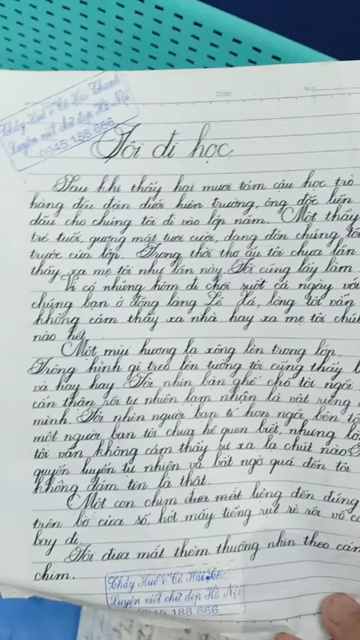 Thầy Huế & Cô Hải Thanh
Luyện viết chữ đẹp Hà Nội
0945.188.666
Date
No
Tôi đi học
Sau khi thấy hai mươi tám cậu học trò
hàng đều đặn dưới hiên trường, ông đốc liền
dấu cho chúng tôi đi vào lớp năm. Một thầy
trẻ tuổi, gương mặt tươi cười, đang đón chúng tôi
trước cửa lớp. Trong thời thơ ấu tôi chưa lần
thấy xa mẹ tôi như lần này. Tôi cũng lấy làm
Vì có những hôm đi chơi suốt cả ngày với
chúng bạn ở đồng làng Lê Xá, lòng tôi vẫn
không cảm thấy xa nhà hay xa mẹ tôi chút
nào hết.
Một mùi hương lạ xông lên trong lớp.
Trông hình gì treo lên tường tôi cũng thấy
và hay hay. Tôi nhìn bàn ghế chỗ tôi ngồi
cẩn thận rồi tự nhiên lạm nhận là vật riêng
mình. Tôi nhìn người bạn tí hon ngồi bên tôi
một người bạn tôi chưa hề quen biết, nhưng
tôi vẫn không cảm thấy sự xa lạ chút nào
quyến luyến tự nhiên và bất ngờ quá đến tôi
không dám tin là thật.
Một con chim đưa mắt liệng đến đứng
trên bờ cửa sổ, hót mấy tiếng rụt rè rồi vỗ
bay đi.
Tôi đưa mắt thèm thuồng nhìn theo cánh
chim.
Thầy Huế & Cô Hải
Luyện viết chữ đẹp Hà Nội
0945.188.666